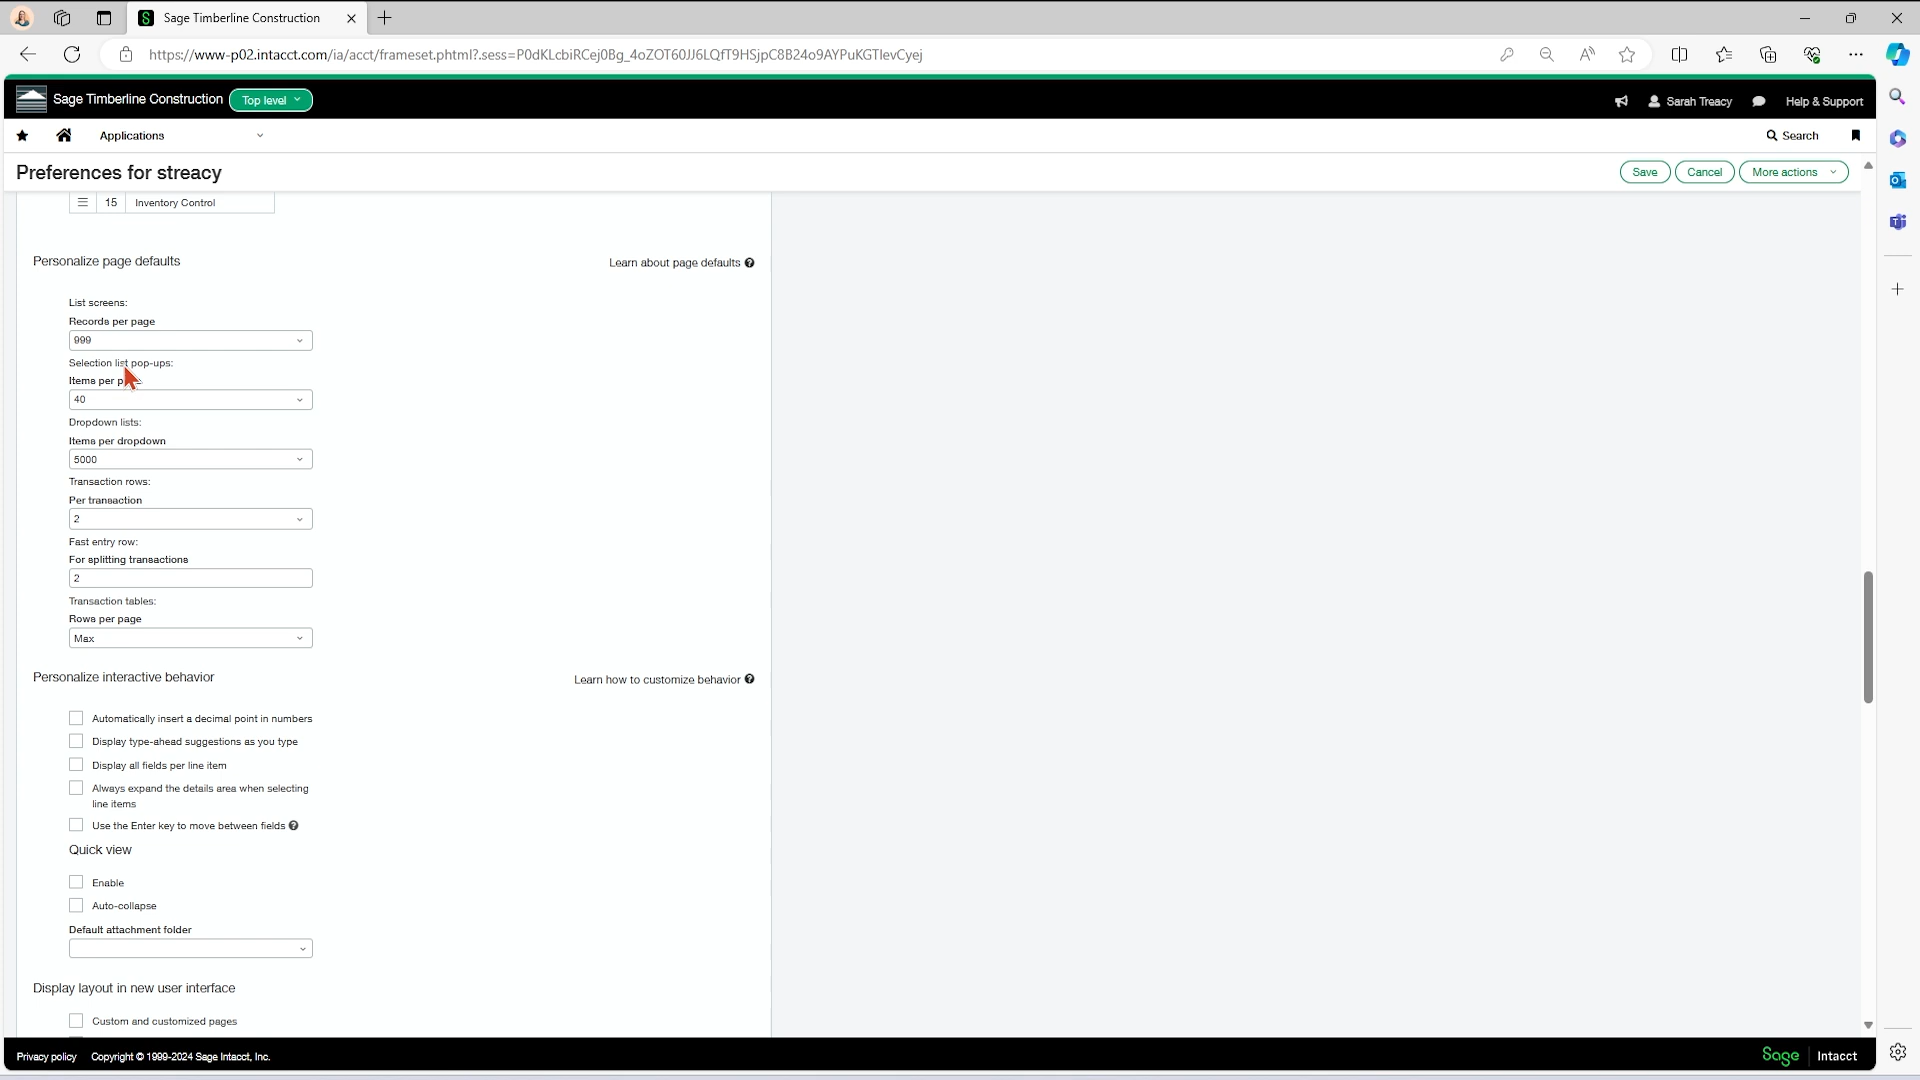 Sage Timberline Construction
https://www-p02.intacct.com/ia/acct/frameset.phtml?.sess=P0dKLcbiRCej0Bg_4oZOT60JJ6LQfT9HSjpC8B24o9AYPuKGTlevCyej
Sage Timberline Construction Top level Sarah Treacy Help & Support
Applications Search
Preferences for streacy Save Cancel More actions
15 Inventory Control
Personalize page defaults Learn about page defaults
List screens:
Records per page
999
Selection list pop-ups:
Items per
40
Dropdown lists:
Items per dropdown
5000
Transaction rows:
Per transaction
2
Fast entry row:
For splitting transactions
2
Transaction tables:
Rows per page
Max
Personalize interactive behavior Learn how to customize behavior
Automatically insert a decimal point in numbers
Display type-ahead suggestions as you type
Display all fields per line item
Always expand the details area when selecting
line items
Use the Enter key to move between fields
Quick view
Enable
Auto-collapse
Default attachment folder
Display layout in new user interface
Custom and customized pages
Privacy policy Copyright © 1999-2024 Sage Intacct, Inc. Sage Intacct